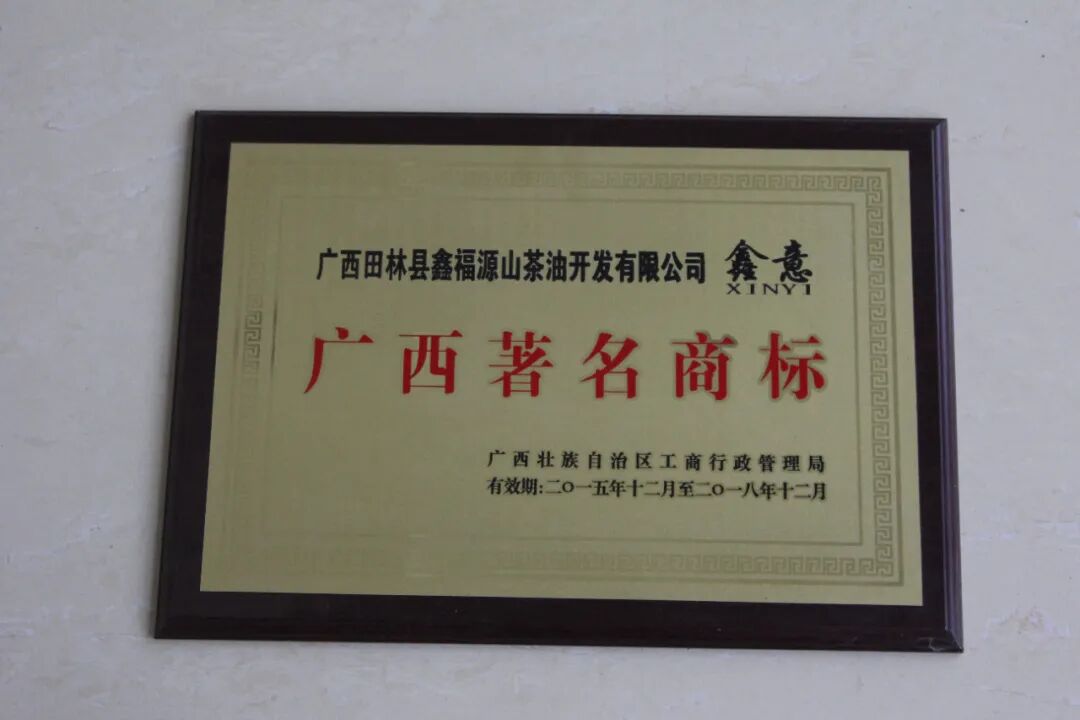 广西田林县鑫福源山茶油开发有限公司 鑫意
XINYI
广西著名商标
广西壮族自治区工商行政管理局
有效期:二〇一五年十二月至二〇一八年十二月